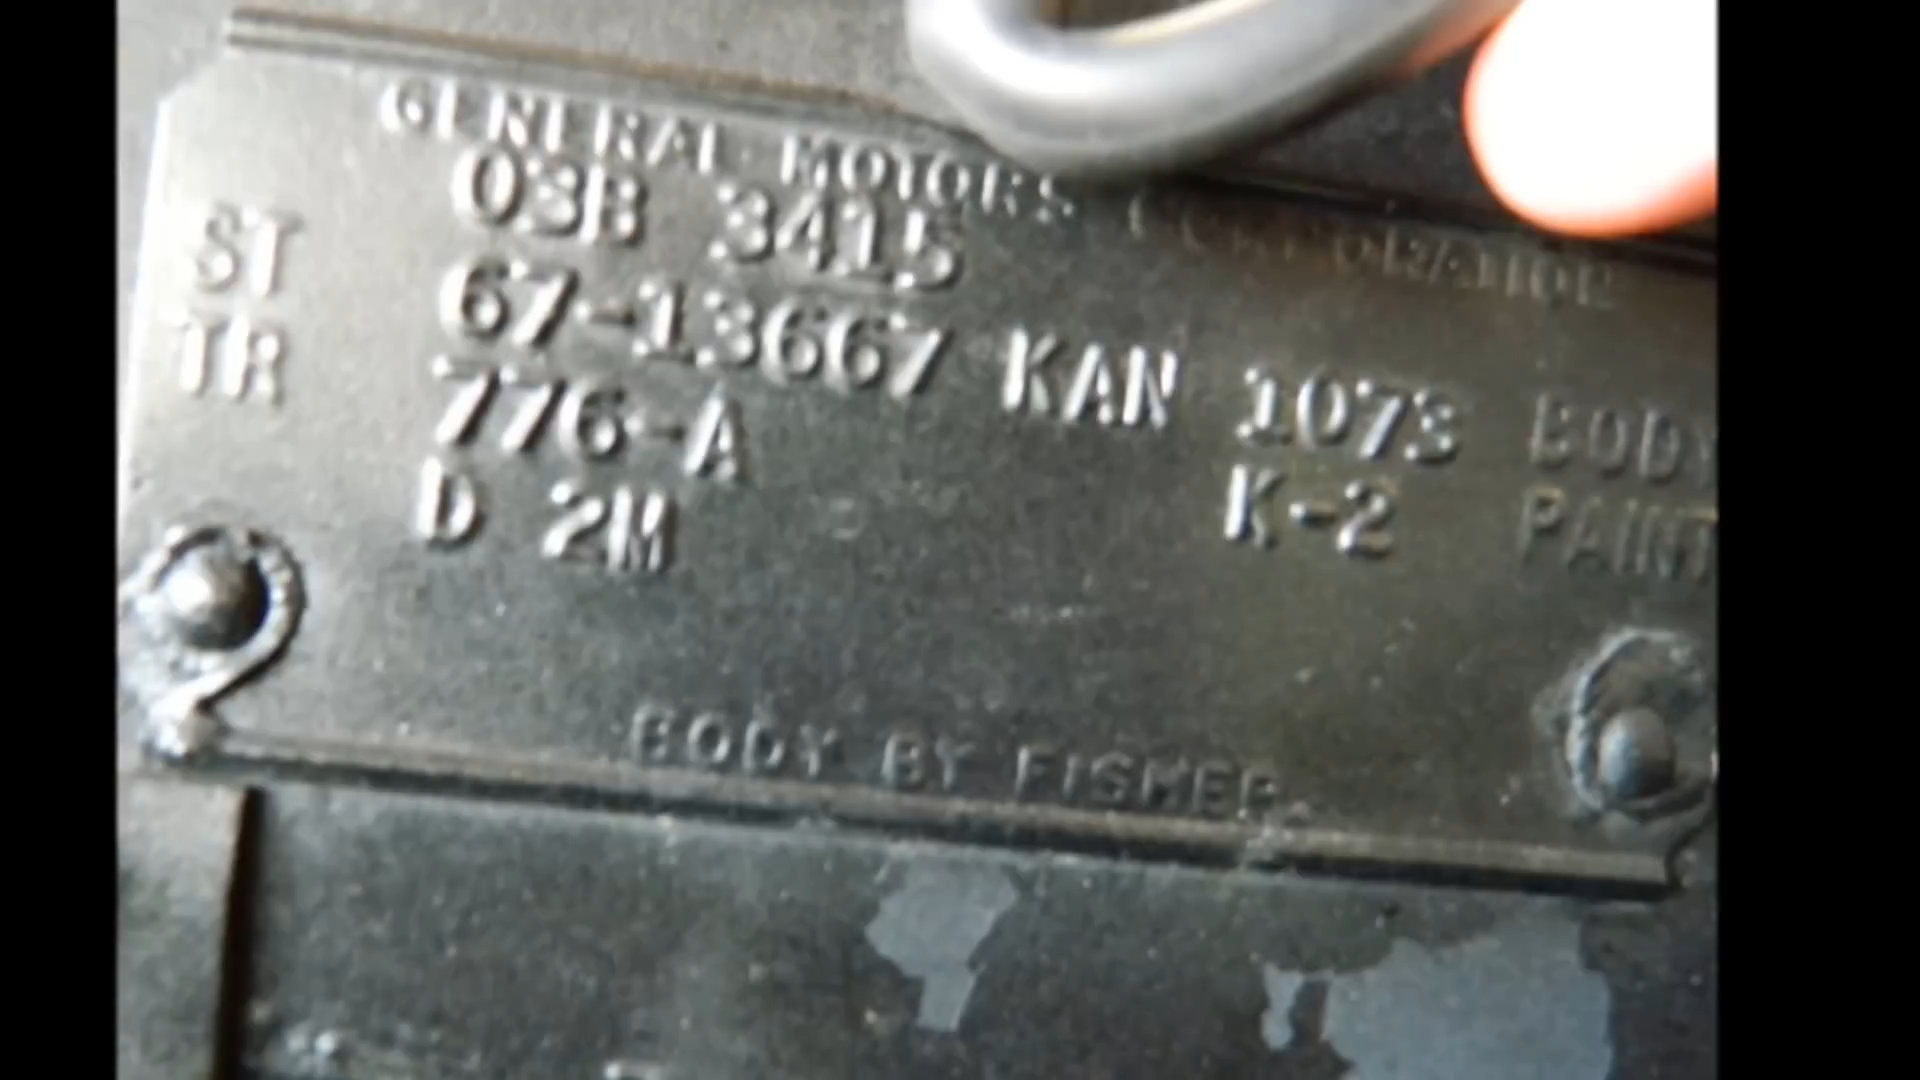 GENERAL MOTORS CORPORATION
03B 3415
ST 67-13667 KAN 1073 BODY
TR 776-A K-2 PAINT
D 2M
BODY BY FISHER